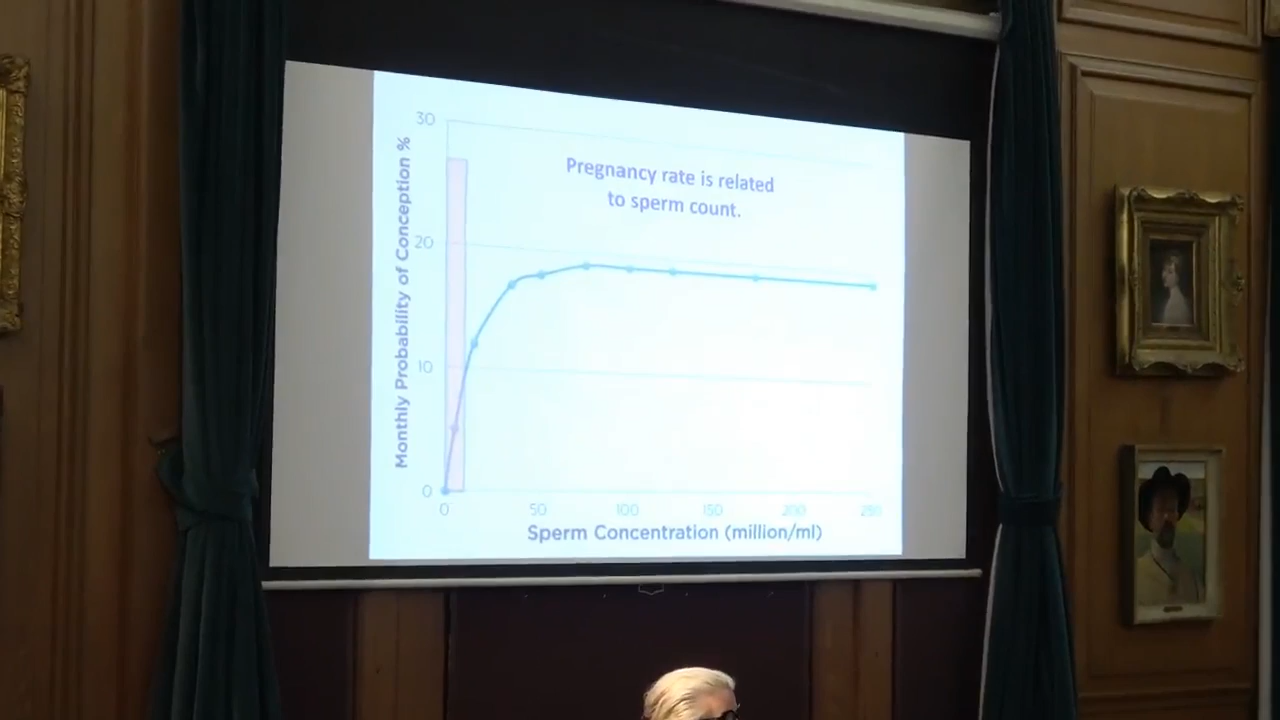 30
Pregnancy rate is related
to sperm count.
Monthly Probability of Conception %
20
10
0
0 50 100 150 200 250
Sperm Concentration (million/ml)